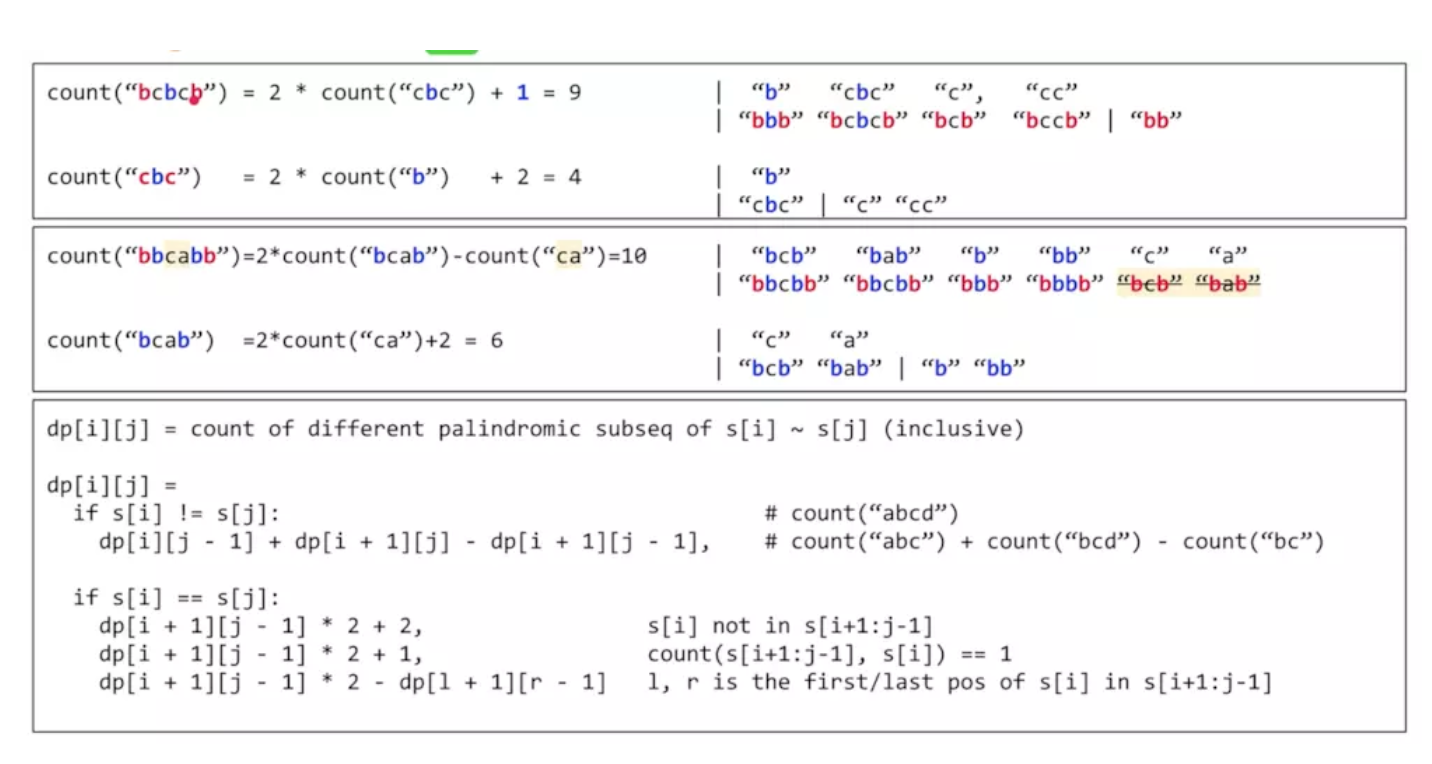 count(“bcbcb”) = 2 * count(“cbc”) + 1 = 9 | “b” “cbc” “c”, “cc”
| “bbb” “bcbcb” “bcb” “bccb” | “bb”
count(“cbc”) = 2 * count(“b”) + 2 = 4 | “b”
| “cbc” | “c” “cc”
count(“bbcabb”)=2*count(“bcab”)-count(“ca”)=10 | “bcb” “bab” “b” “bb” “c” “a”
| “bbcbb” “bbcbb” “bbb” “bbbb” “bcb” “bab”
count(“bcab”) =2*count(“ca”)+2 = 6 | “c” “a”
| “bcb” “bab” | “b” “bb”
dp[i][j] = count of different palindromic subseq of s[i] ~ s[j] (inclusive)
dp[i][j] =
if s[i] != s[j]: # count(“abcd”)
dp[i][j - 1] + dp[i + 1][j] - dp[i + 1][j - 1], # count(“abc”) + count(“bcd”) - count(“bc”)
if s[i] == s[j]:
dp[i + 1][j - 1] * 2 + 2, s[i] not in s[i+1:j-1]
dp[i + 1][j - 1] * 2 + 1, count(s[i+1:j-1], s[i]) == 1
dp[i + 1][j - 1] * 2 - dp[l + 1][r - 1] l, r is the first/last pos of s[i] in s[i+1:j-1]